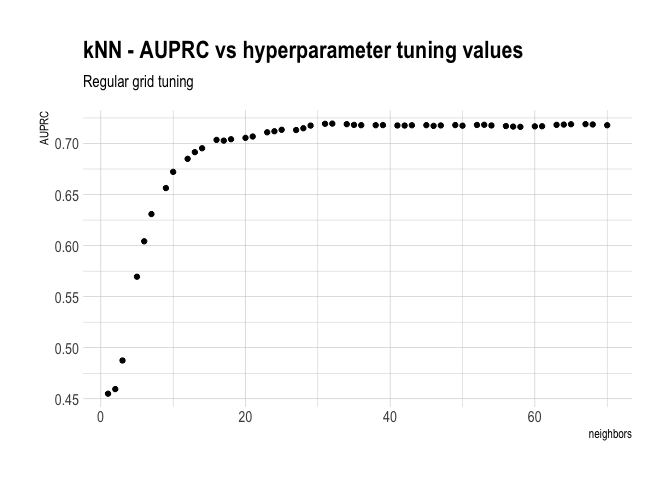 kNN - AUPRC vs hyperparameter tuning values
Regular grid tuning
AUPRC
0.70
0.65
0.60
0.55
0.50
0.45
0 20 40 60
neighbors